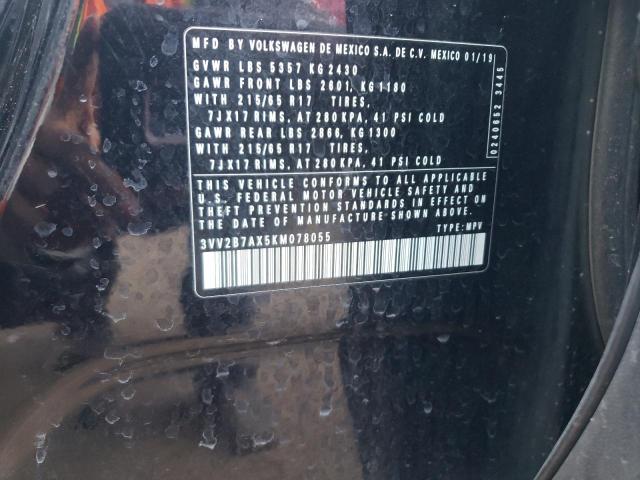 MFD BY VOLKSWAGEN DE MEXICO S.A. DE C.V. MEXICO 01/19
GVWR LBS 5357 KG 2430
GAWR FRONT LBS 2601, KG 1180
WITH 215/65 R17 TIRES,
7JX17 RIMS, AT 280 KPA, 41 PSI COLD
GAWR REAR LBS 2866, KG 1300
WITH 215/65 R17 TIRES,
7JX17 RIMS, AT 280 KPA, 41 PSI COLD
0240652 3445
THIS VEHICLE CONFORMS TO ALL APPLICABLE
U.S. FEDERAL MOTOR VEHICLE SAFETY AND
THEFT PREVENTION STANDARDS IN EFFECT ON THE
DATE OF MANUFACTURE SHOWN ABOVE.
3VV2B7AX5KM078055 TYPE: MPV